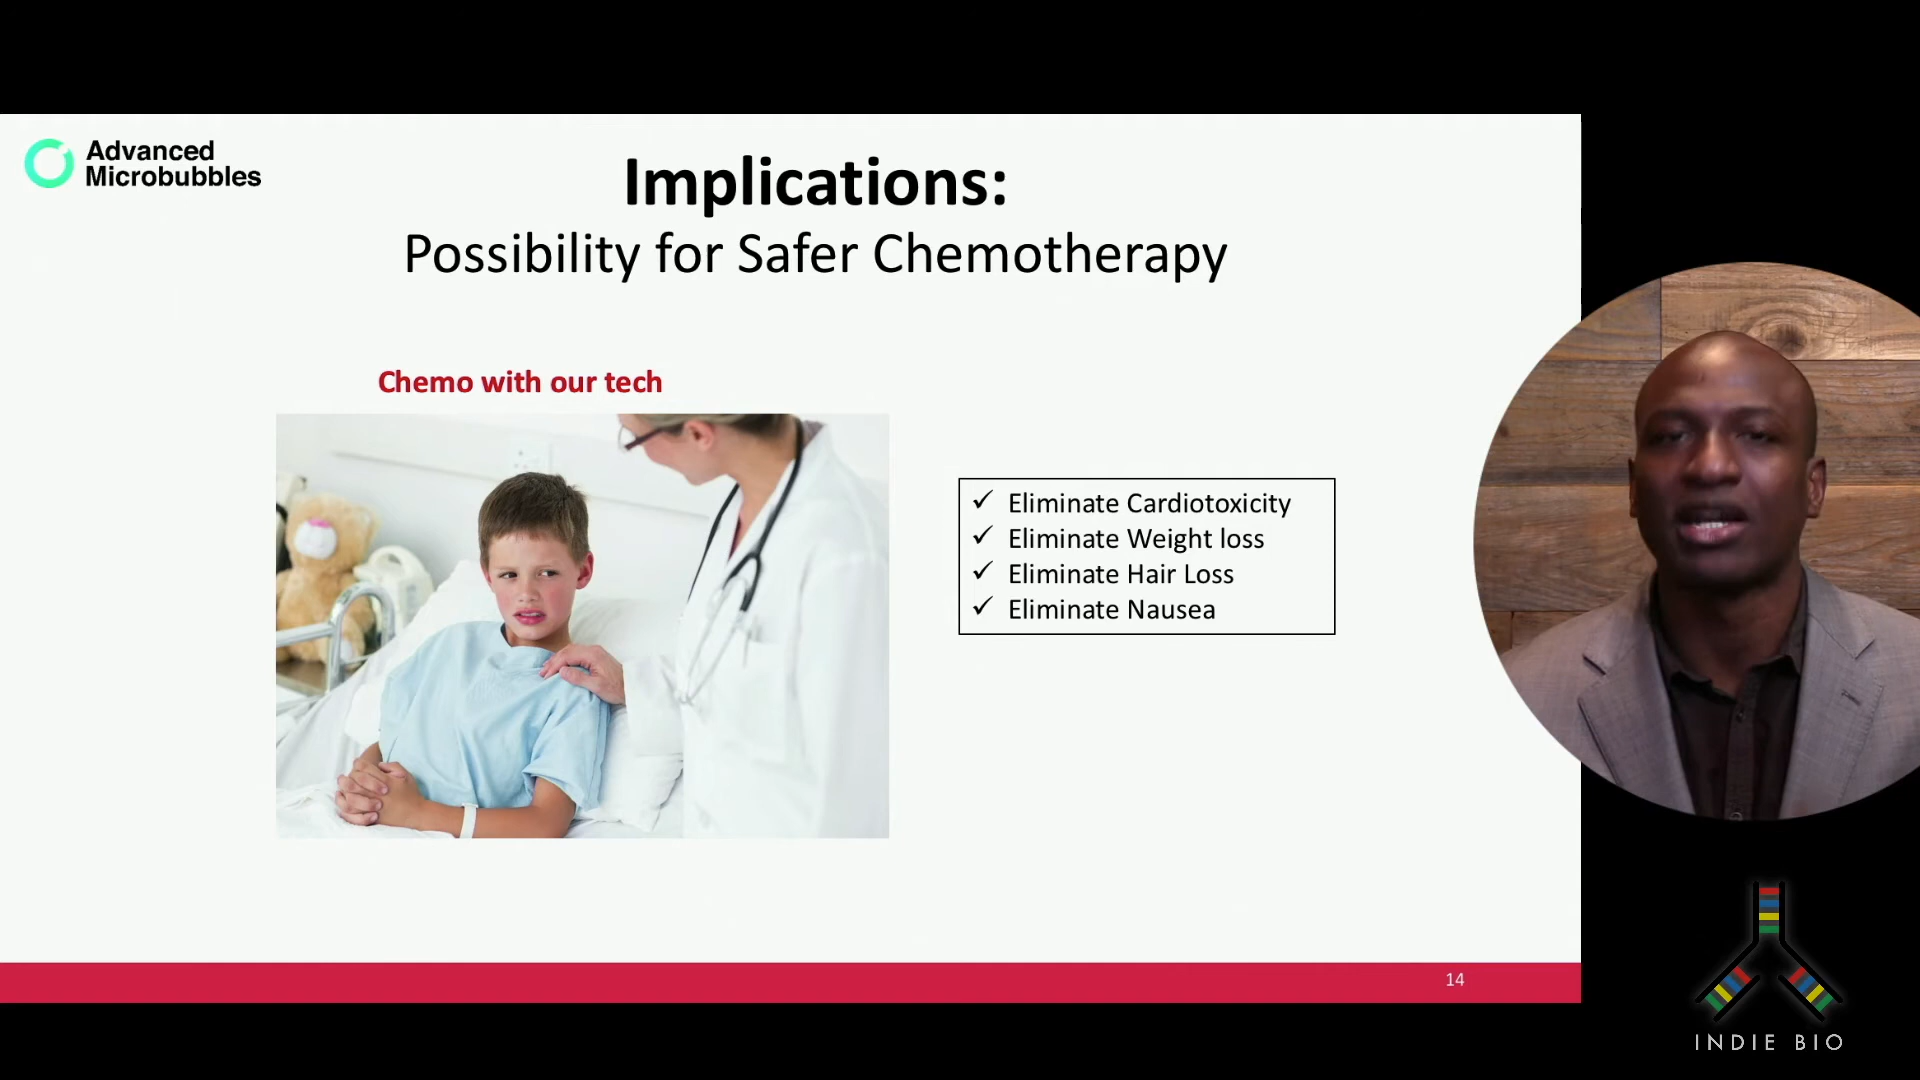 Advanced
Microbubbles
Implications:
Possibility for Safer Chemotherapy
Chemo with our tech
✓ Eliminate Cardiotoxicity
✓ Eliminate Weight loss
✓ Eliminate Hair Loss
✓ Eliminate Nausea
14
INDIE BIO